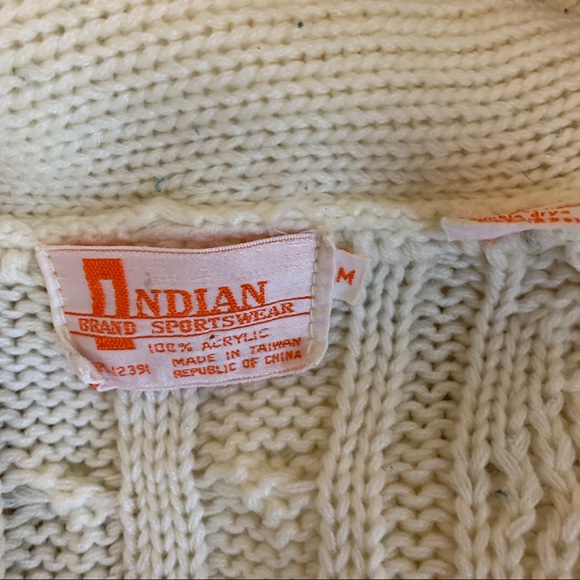 INDIAN
BRAND SPORTSWEAR
100% ACRYLIC
MADE IN TAIWAN
REPUBLIC OF CHINA
M